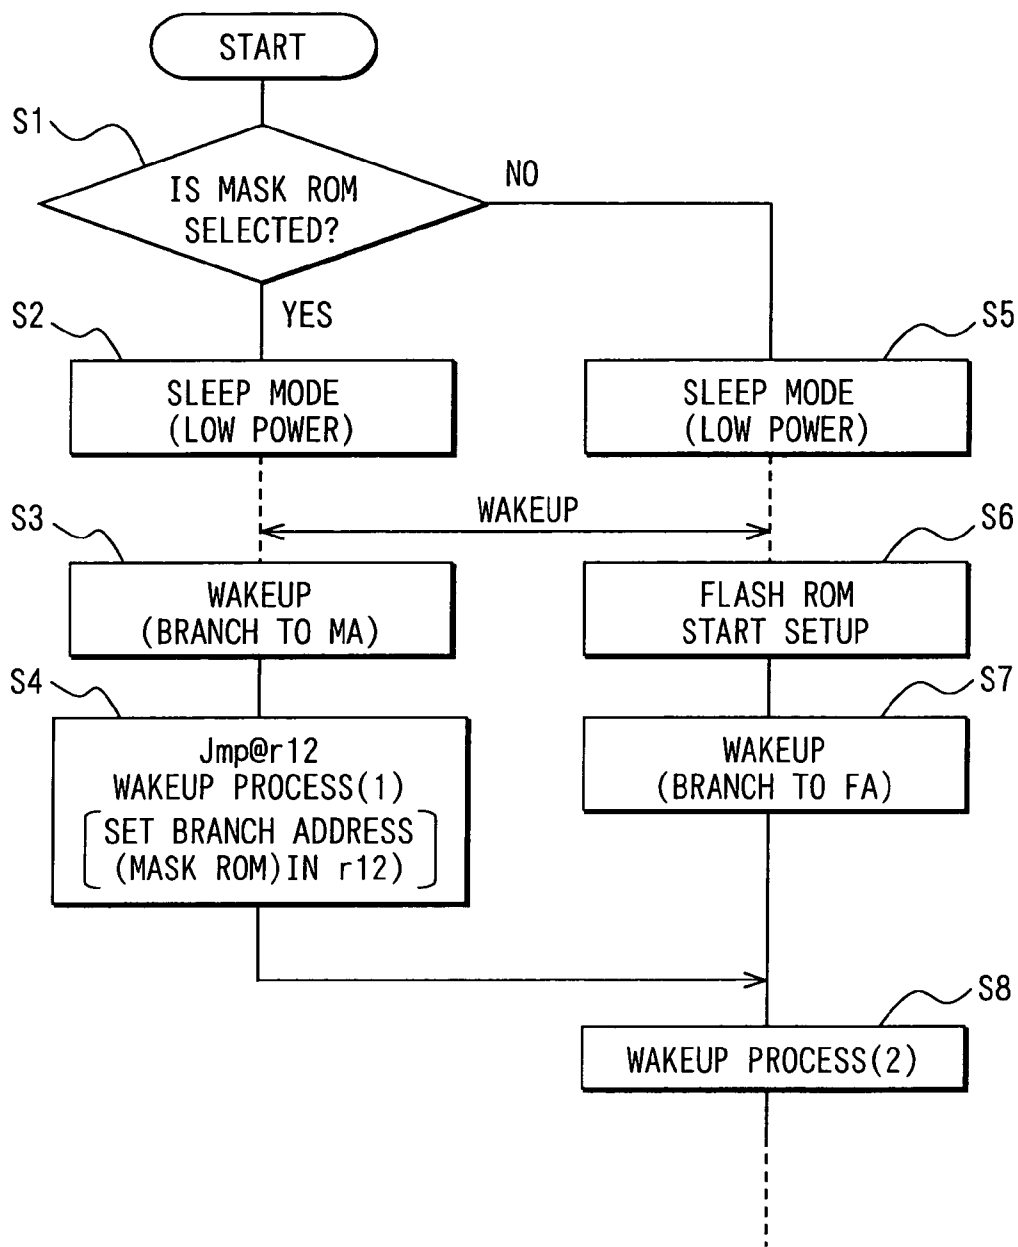 START
S1
IS MASK ROM
SELECTED?
NO
YES
S2
SLEEP MODE
(LOW POWER)
S5
SLEEP MODE
(LOW POWER)
WAKEUP
S3
WAKEUP
(BRANCH TO MA)
S6
FLASH ROM
START SETUP
S4
Jmp@r12
WAKEUP PROCESS(1)
SET BRANCH ADDRESS
(MASK ROM)IN r12)
S7
WAKEUP
(BRANCH TO FA)
S8
WAKEUP PROCESS(2)